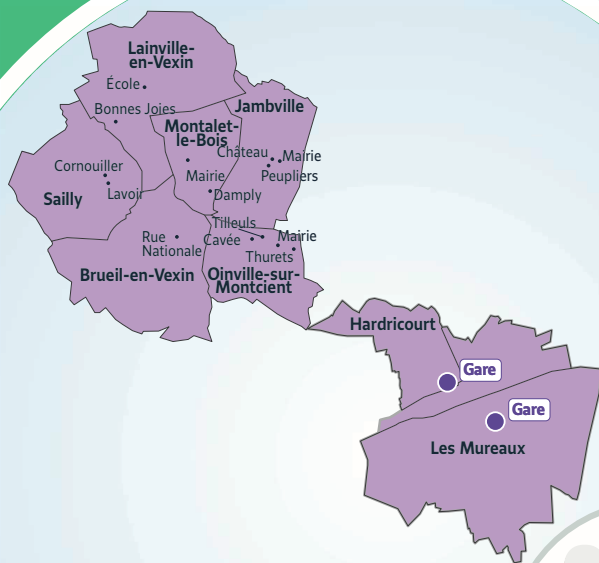 Lainville-
en-Vexin
École
Bonnes Joies
Jambville
Montalet-
le-Bois
Château
Mairie
Peupliers
Cornouiller
Mairie
Lavoir
Damply
Sailly
Tilleuls
Rue
Nationale
Cavée
Mairie
Thurets
Brueil-en-Vexin
Oinville-sur-
Montcient
Hardricourt
Gare
Gare
Les Mureaux